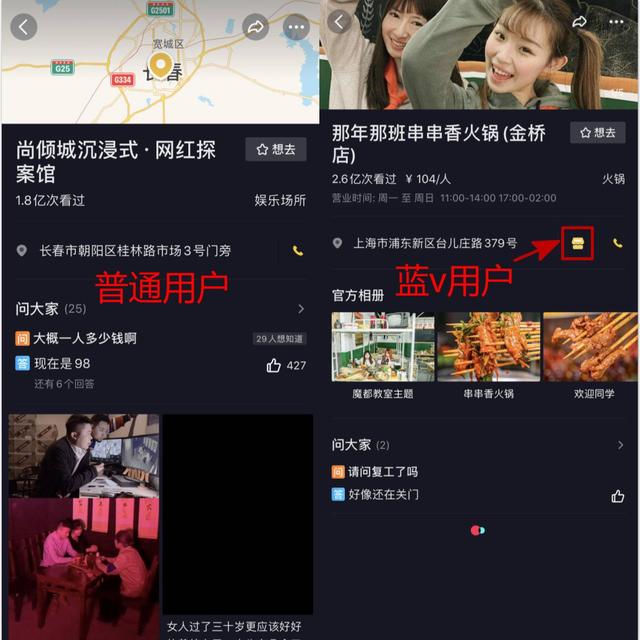 G2501
宽城区
G25
G334
长春
尚倾城沉浸式·网红探
案馆
☆想去
1.8亿次看过
娱乐场所
长春市朝阳区桂林路市场3号门旁
普通用户
问大家 (25)
问 大概一人多少钱啊
29人想知道
答 现在是98
427
还有6个回答
女人过了三十岁更应该好好
1/5
那年那班串串香火锅(金桥
店)
☆想去
2.6亿次看过 ¥104/人
火锅
营业时间: 周一 至 周日 11:00-14:00 17:00-02:00
上海市浦东新区台儿庄路379号
蓝v用户
官方相册
魔都教室主题
串串香火锅
欢迎同学
问大家 (2)
问 请问复工了吗
答 好像还在关门